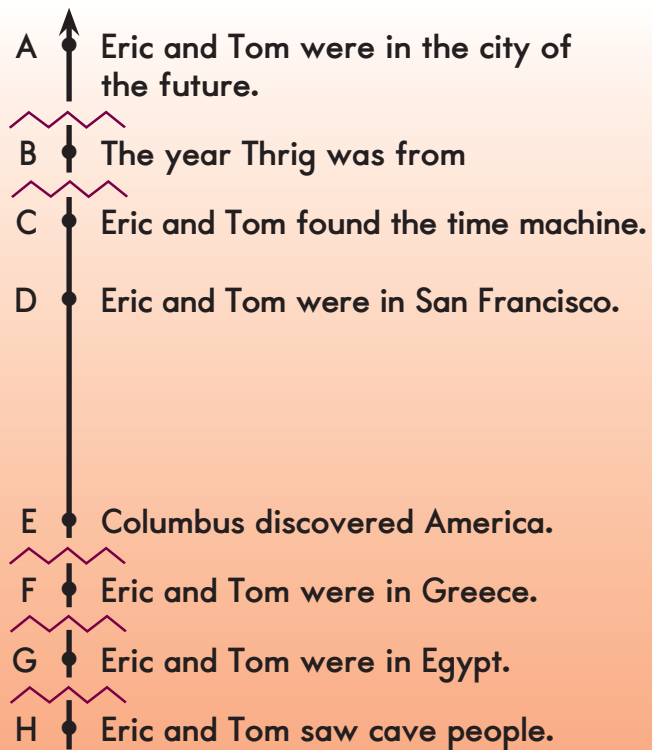 A Eric and Tom were in the city of
the future.
B The year Thrig was from
C Eric and Tom found the time machine.
D Eric and Tom were in San Francisco.
E Columbus discovered America.
F Eric and Tom were in Greece.
G Eric and Tom were in Egypt.
H Eric and Tom saw cave people.